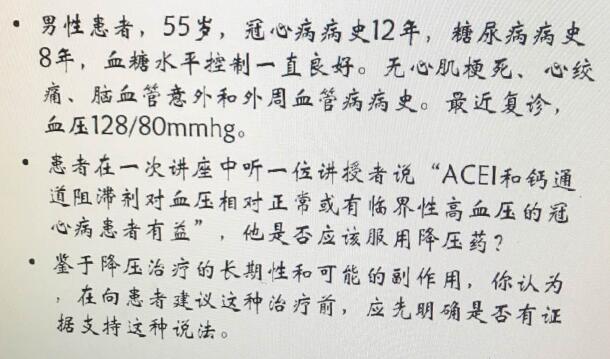 • 男性患者，55岁，冠心病病史12年，糖尿病病史
8年，血糖水平控制一直良好。无心肌梗死、心绞
痛、脑血管意外和外周血管病病史。最近复诊，
血压128/80mmhg。
• 患者在一次讲座中听一位讲授者说“ACEI和钙通
道阻滞剂对血压相对正常或有临界性高血压的冠
心病患者有益”，他是否应该服用降压药？
• 鉴于降压治疗的长期性和可能的副作用，你认为
，在向患者建议这种治疗前，应先明确是否有证
据支持这种说法。